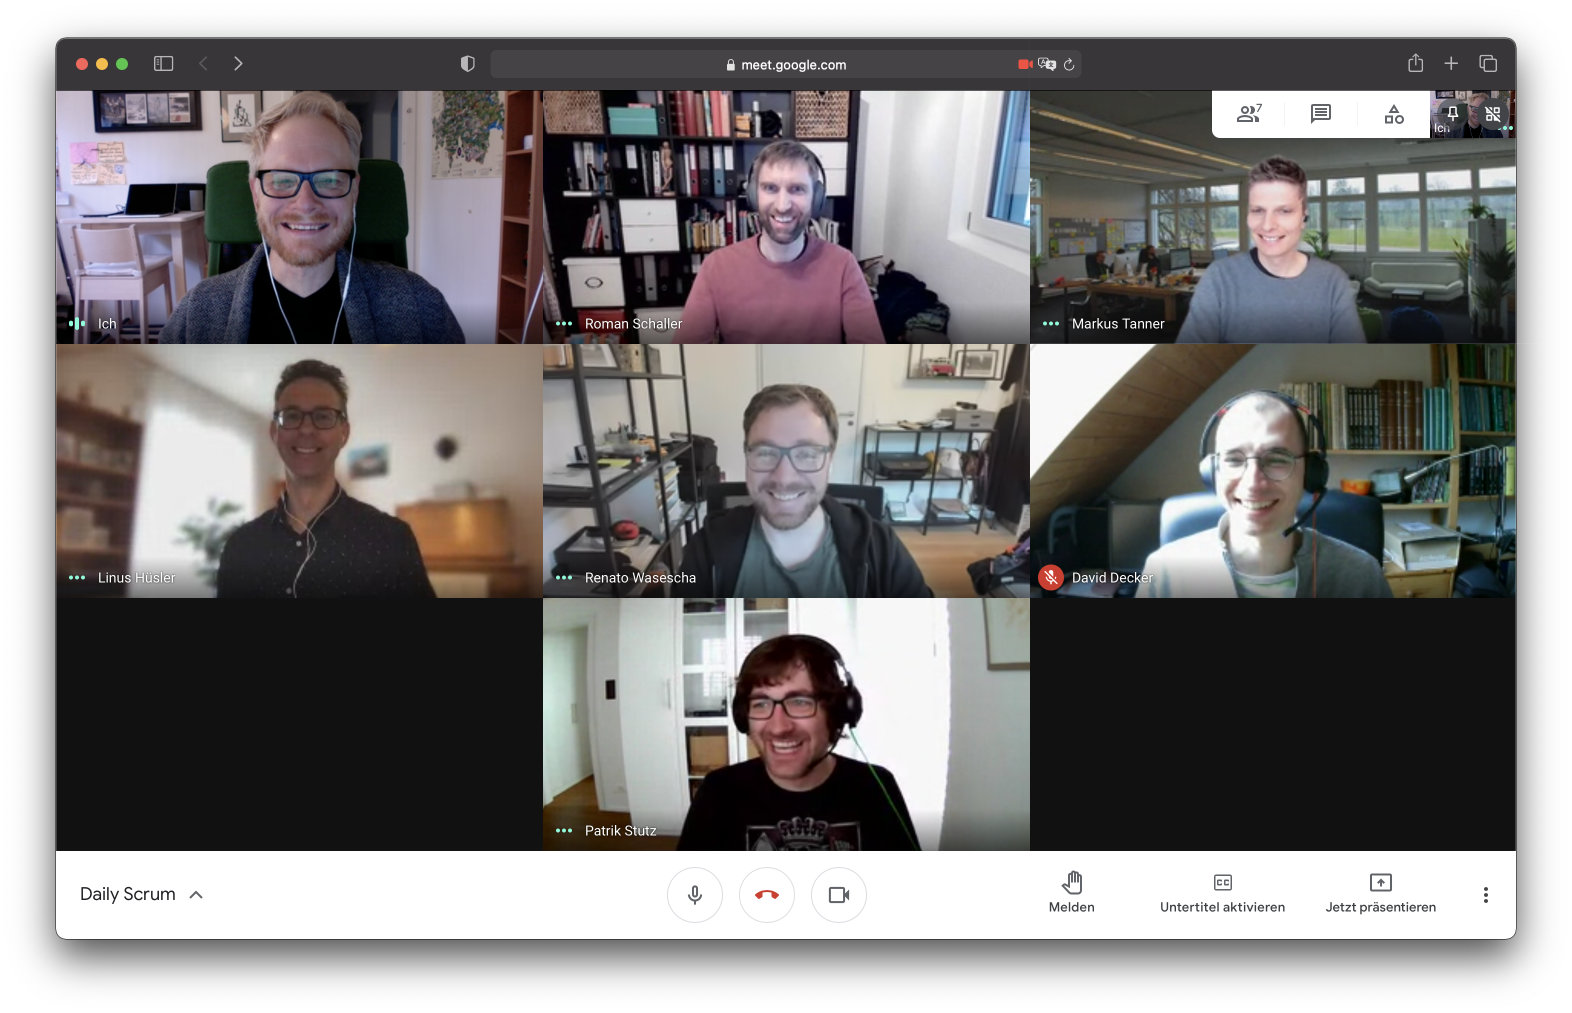 meet.google.com
7
Ich
Ich
Roman Schaller
Markus Tanner
Linus Hüsler
Renato Wasescha
David Decker
Patrik Stutz
Daily Scrum
CC
Melden
Untertitel aktivieren
Jetzt präsentieren